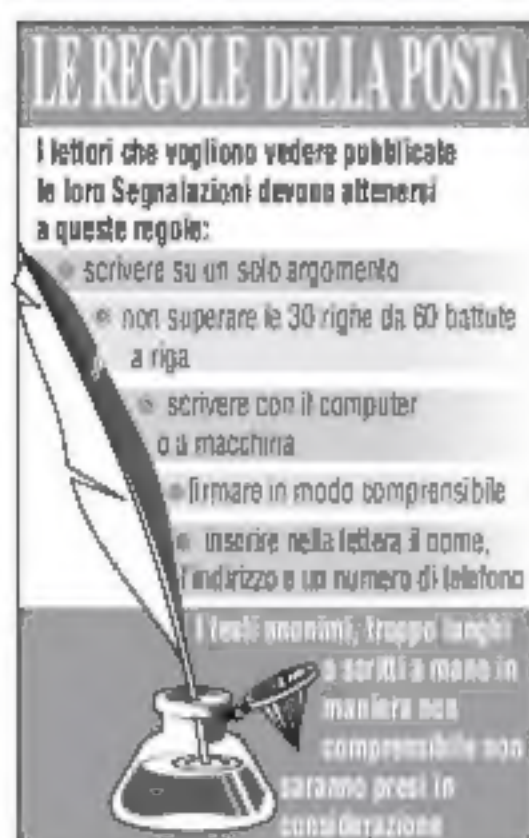 LE REGOLE DELLA POSTA
I lettori che vogliono vedere pubblicate
le loro Segnalazioni devono attenersi
a queste regole:
• scrivere su un solo argomento
• non superare le 30 righe da 60 battute
a riga
• scrivere con il computer
o a macchina
• firmare in modo comprensibile
• inserire nella lettera il nome,
l'indirizzo e un numero di telefono
I testi anonimi, troppo lunghi
o scritti a mano in
maniera non
comprensibile non
saranno presi in
considerazione